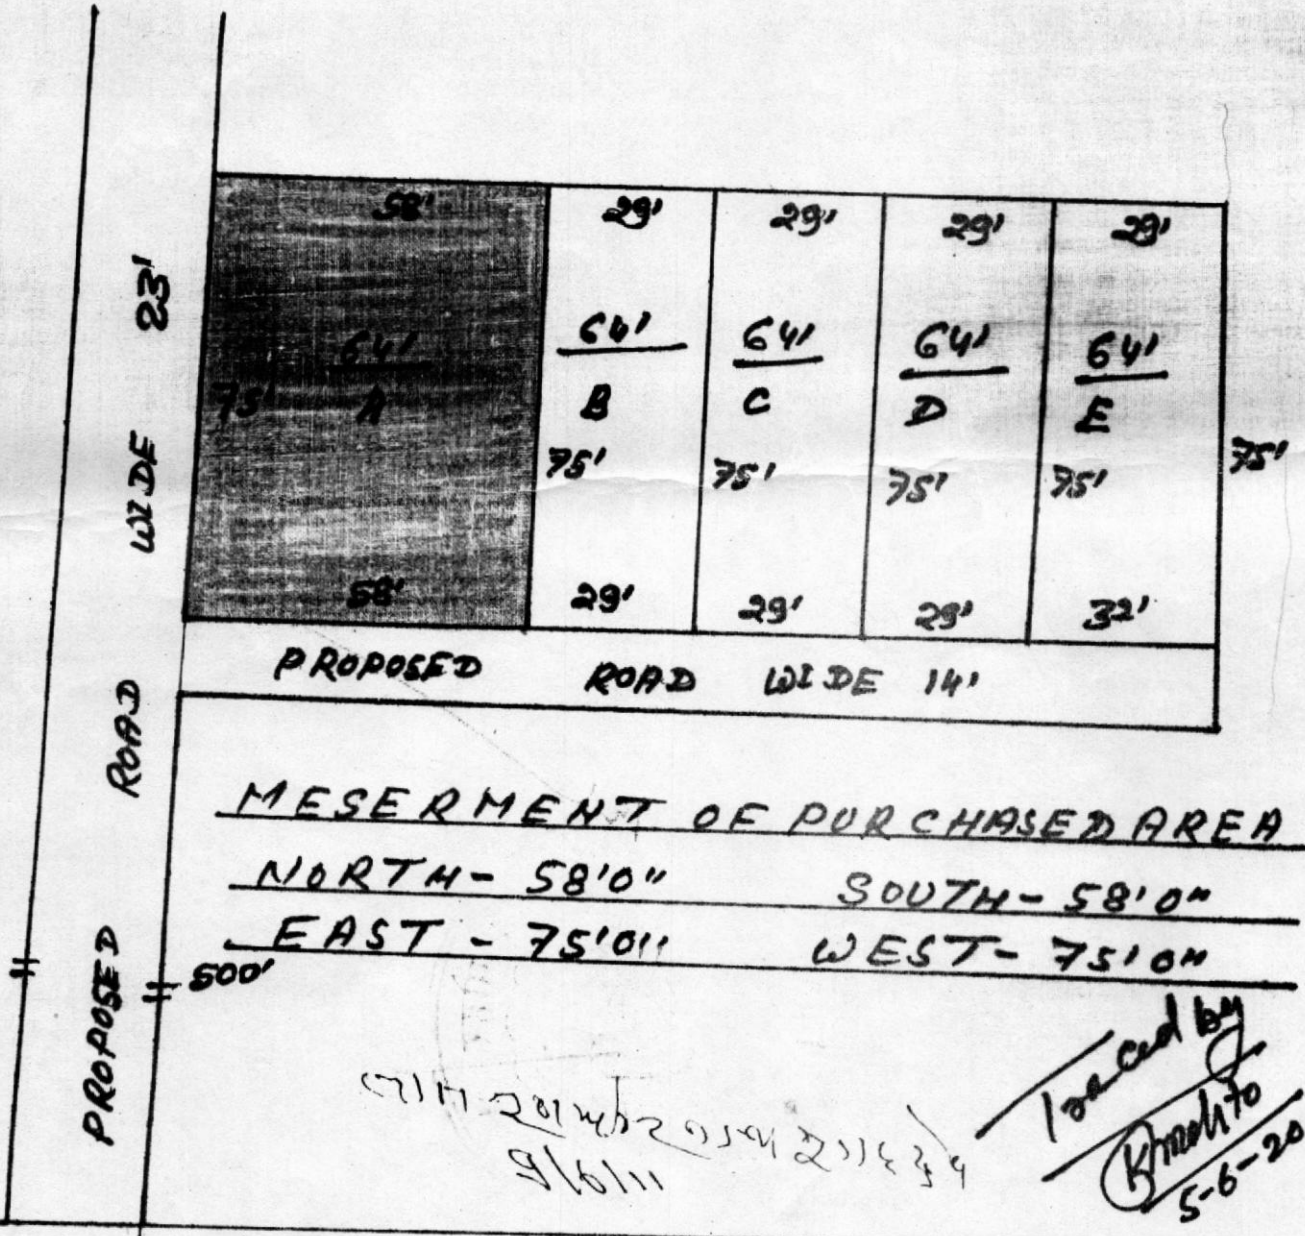 58' 29' 29' 29' 29'
64' 64' 64' 64' 64'
A B C D E
75' 75' 75' 75' 75' 75'
58' 29' 29' 29' 32'
PROPOSED ROAD WIDE 14'
PROPOSED ROAD WIDE 23'
MESERMENT OF PURCHASED AREA
NORTH - 58'0" SOUTH - 58'0"
EAST - 75'0" WEST - 75'0"
500'
Traced by
5-6-20